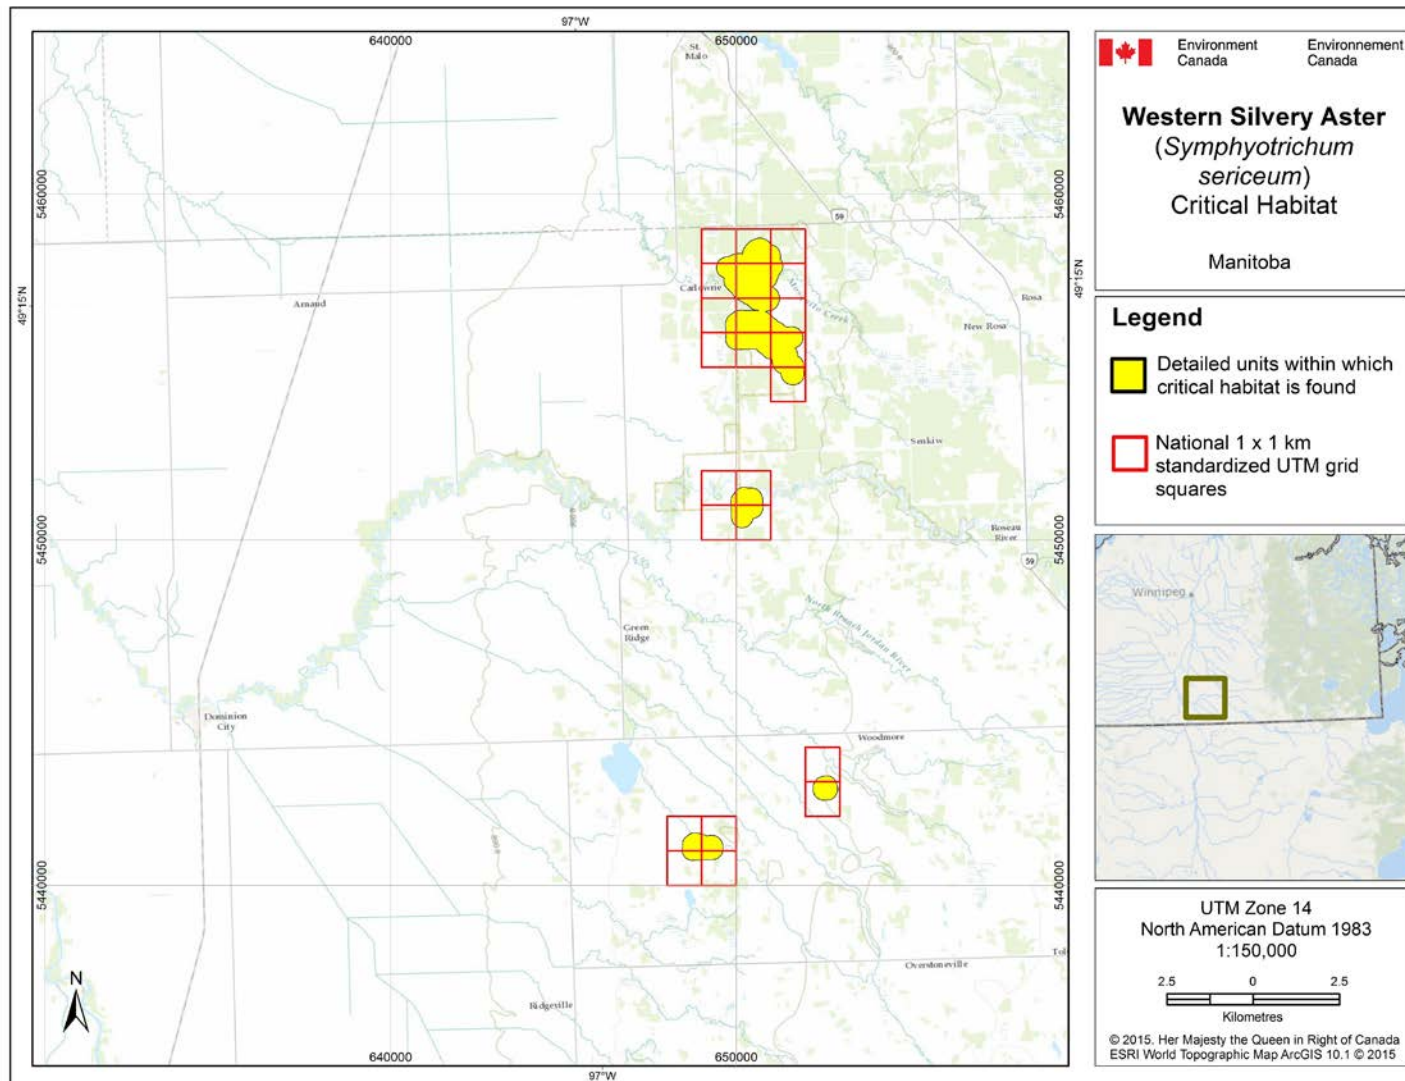 97°W
640000
650000
St.
Malo
59
5460000
5460000
49°15'N
49°15'N
Arnaud
Carlowrie
Mosquito Creek
Rosa
New Rosa
Senkiw
Roseau
River
59
5450000
5450000
Green
Ridge
North Branch Jordan River
Dominion
City
Woodmore
5440000
5440000
Overstoneville
Ridgeville
N
640000
650000
97°W
Environment
Canada
Environnement
Canada
Western Silvery Aster
(Symphyotrichum
sericeum)
Critical Habitat
Manitoba
Legend
Detailed units within which
critical habitat is found
National 1 x 1 km
standardized UTM grid
squares
Winnipeg
UTM Zone 14
North American Datum 1983
1:150,000
2.5 0 2.5
Kilometres
© 2015. Her Majesty the Queen in Right of Canada
ESRI World Topographic Map ArcGIS 10.1 © 2015